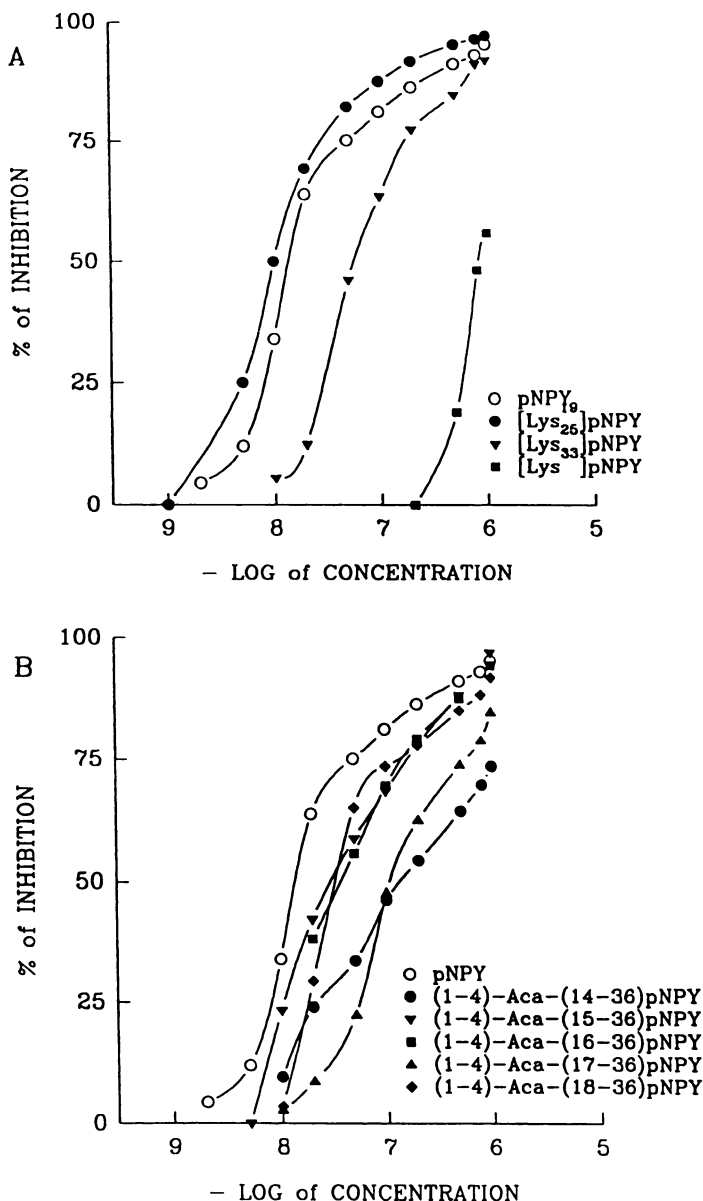 A
100
75
50
25
0
% of INHIBITION
pNPY
[Lys19]pNPY
[Lys25]pNPY
[Lys33]pNPY
9 8 7 6 5
– LOG of CONCENTRATION
B
100
75
50
25
0
% of INHIBITION
pNPY
(1-4)-Aca-(14-36)pNPY
(1-4)-Aca-(15-36)pNPY
(1-4)-Aca-(16-36)pNPY
(1-4)-Aca-(17-36)pNPY
(1-4)-Aca-(18-36)pNPY
9 8 7 6 5
– LOG of CONCENTRATION